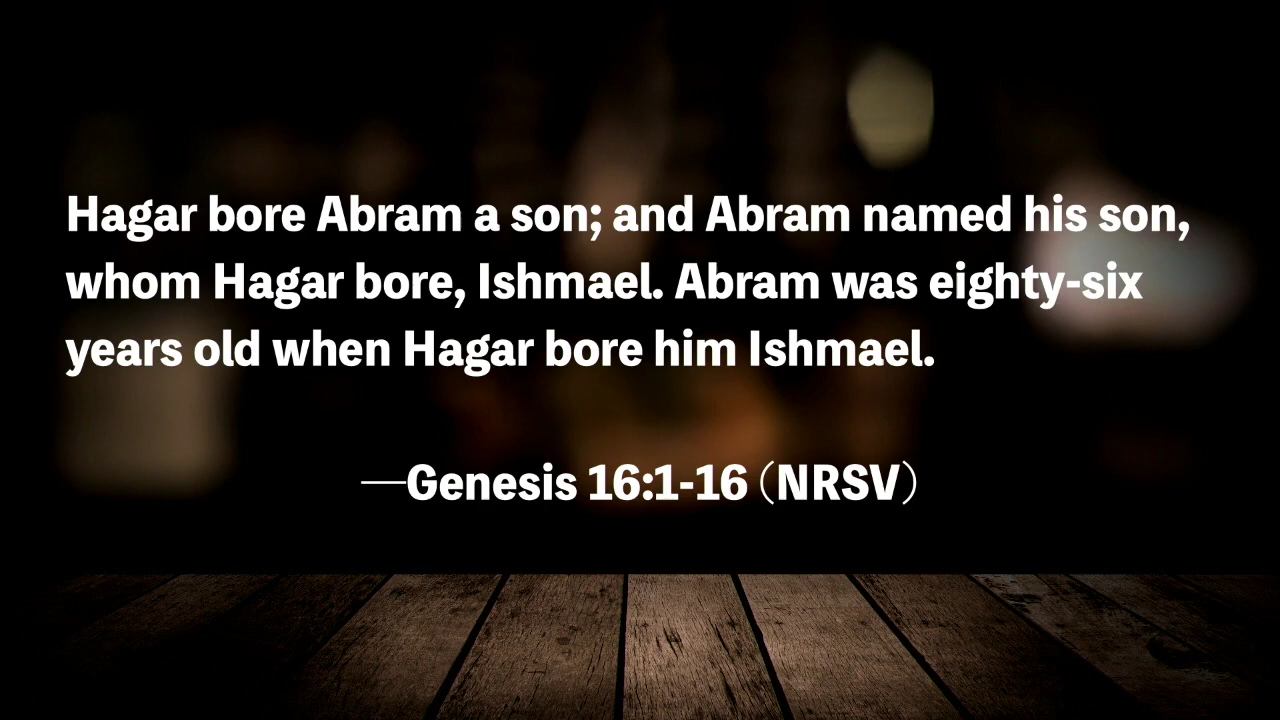 Hagar bore Abram a son; and Abram named his son,
whom Hagar bore, Ishmael. Abram was eighty-six
years old when Hagar bore him Ishmael.
—Genesis 16:1-16 (NRSV)